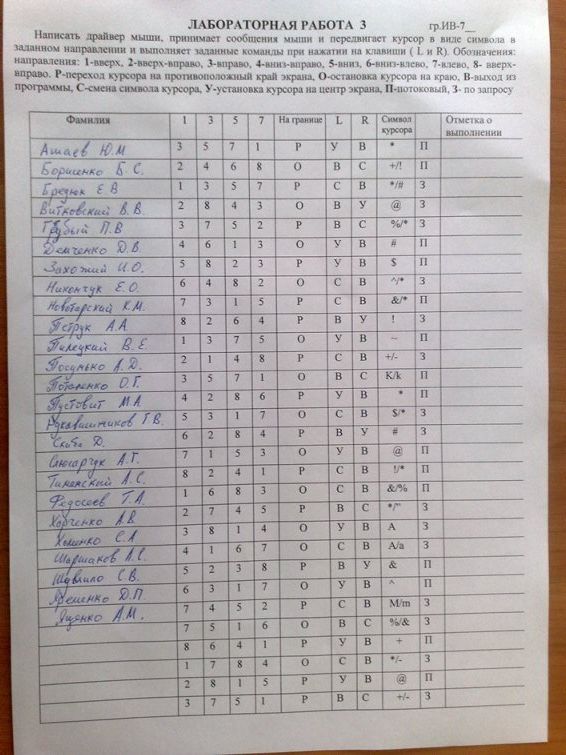 ЛАБОРАТОРНАЯ РАБОТА 3 гр.ИВ-7__
Написать драйвер мыши, принимает сообщения мыши и передвигает курсор в виде символа в
заданном направлении и выполняет заданные команды при нажатии на клавиши ( L и R). Обозначения:
направления: 1-вверх, 2-вверх-вправо, 3-вправо, 4-вниз-вправо, 5-вниз, 6-вниз-влево, 7-влево, 8- вверх-
вправо. Р-переход курсора на противоположный край экрана, О-остановка курсора на краю, В-выход из
программы, С-смена символа курсора, У-установка курсора на центр экрана, П-потоковый, З- по запросу
Фамилия 1 3 5 7 На границе L R Символ курсора Отметка о выполнении
Атаев Ю.М 3 5 7 1 Р У В * П
Борщенко Б.С. 2 4 6 8 О В С +/! П
Бредюк Е.В 1 3 5 7 Р С В */# З
Витковский В.В. 2 8 4 3 О В У @ З
Грубый П.В 3 7 5 2 Р В С %/* З
Демченко Д.В. 4 6 1 3 О У В # П
Захожий И.О. 5 8 2 3 Р У В $ П
Никончук Е.О. 6 4 8 2 О С В ^/* З
Новотарский К.М. 7 3 1 5 Р С В &/* П
Петрук А.А 8 2 6 4 Р В У ! З
Пилецкий В.Е. 1 3 7 5 О У В ~ П
Посунько А.Д. 2 1 4 8 Р С В +/- З
Потапенко О.Г. 3 5 7 1 О В С K/k П
Пустовит М.А 4 2 8 6 Р У В * П
Рукавишников Г.В. 5 3 1 7 О С В $/* З
Скиба Д. 6 2 8 4 Р В У # З
Слюсарчук А.Г. 7 1 5 3 О У В @ П
Тименский А.С. 8 2 4 1 Р С В !/* П
Федосеев Т.А. 1 6 8 3 О С В &/% П
Харченко А.В. 2 7 4 5 Р В С */" З
Хоменко С.А 3 8 1 4 О У В A З
Шаршаков А.С. 4 1 6 7 О С В A/a З
С.В. 5 2 3 8 Р В У & П
Яременко Д.П 6 3 1 7 О У В ^ П
Яценко А.М. 7 4 5 2 Р С В M/m З
7 5 1 6 О В С %/& З
8 6 4 1 Р У В + П
1 7 8 4 О С В */- З
2 8 1 5 Р У В @ П
3 7 5 1 Р В С +/- З